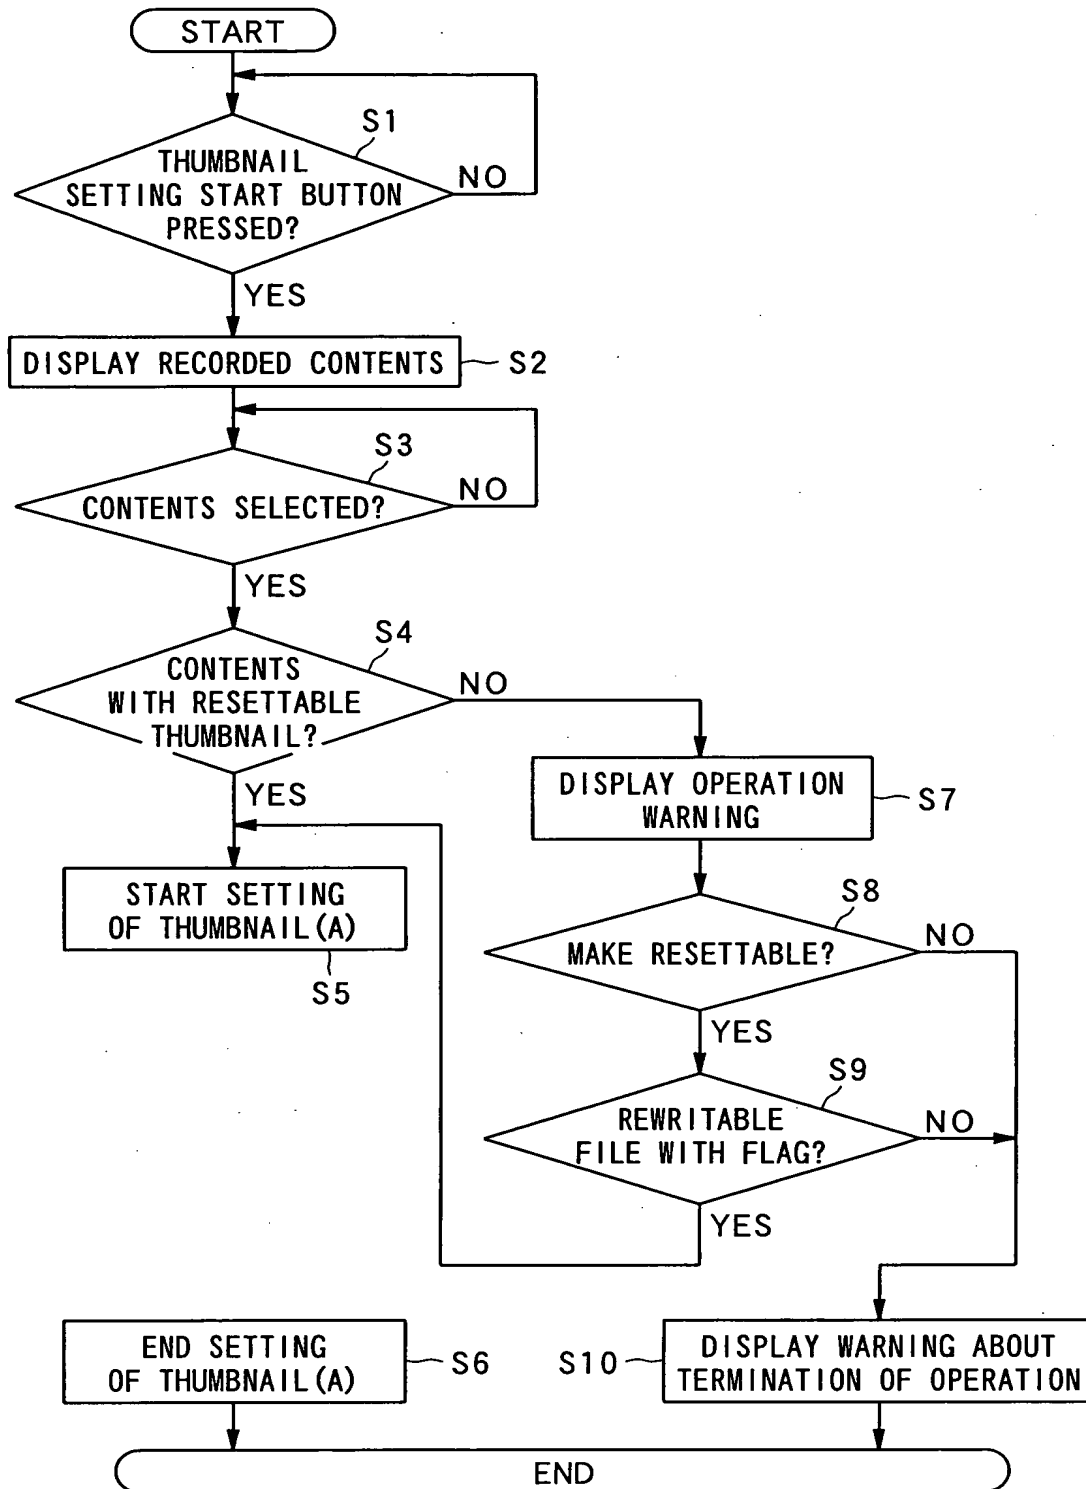 START
S1
THUMBNAIL
SETTING START BUTTON
PRESSED?
NO
YES
DISPLAY RECORDED CONTENTS
S2
S3
CONTENTS SELECTED?
NO
YES
S4
CONTENTS
WITH RESETTABLE
THUMBNAIL?
NO
YES
DISPLAY OPERATION
WARNING
S7
START SETTING
OF THUMBNAIL(A)
S5
S8
MAKE RESETTABLE?
NO
YES
S9
REWRITABLE
FILE WITH FLAG?
NO
YES
END SETTING
OF THUMBNAIL(A)
S6
S10
DISPLAY WARNING ABOUT
TERMINATION OF OPERATION
END